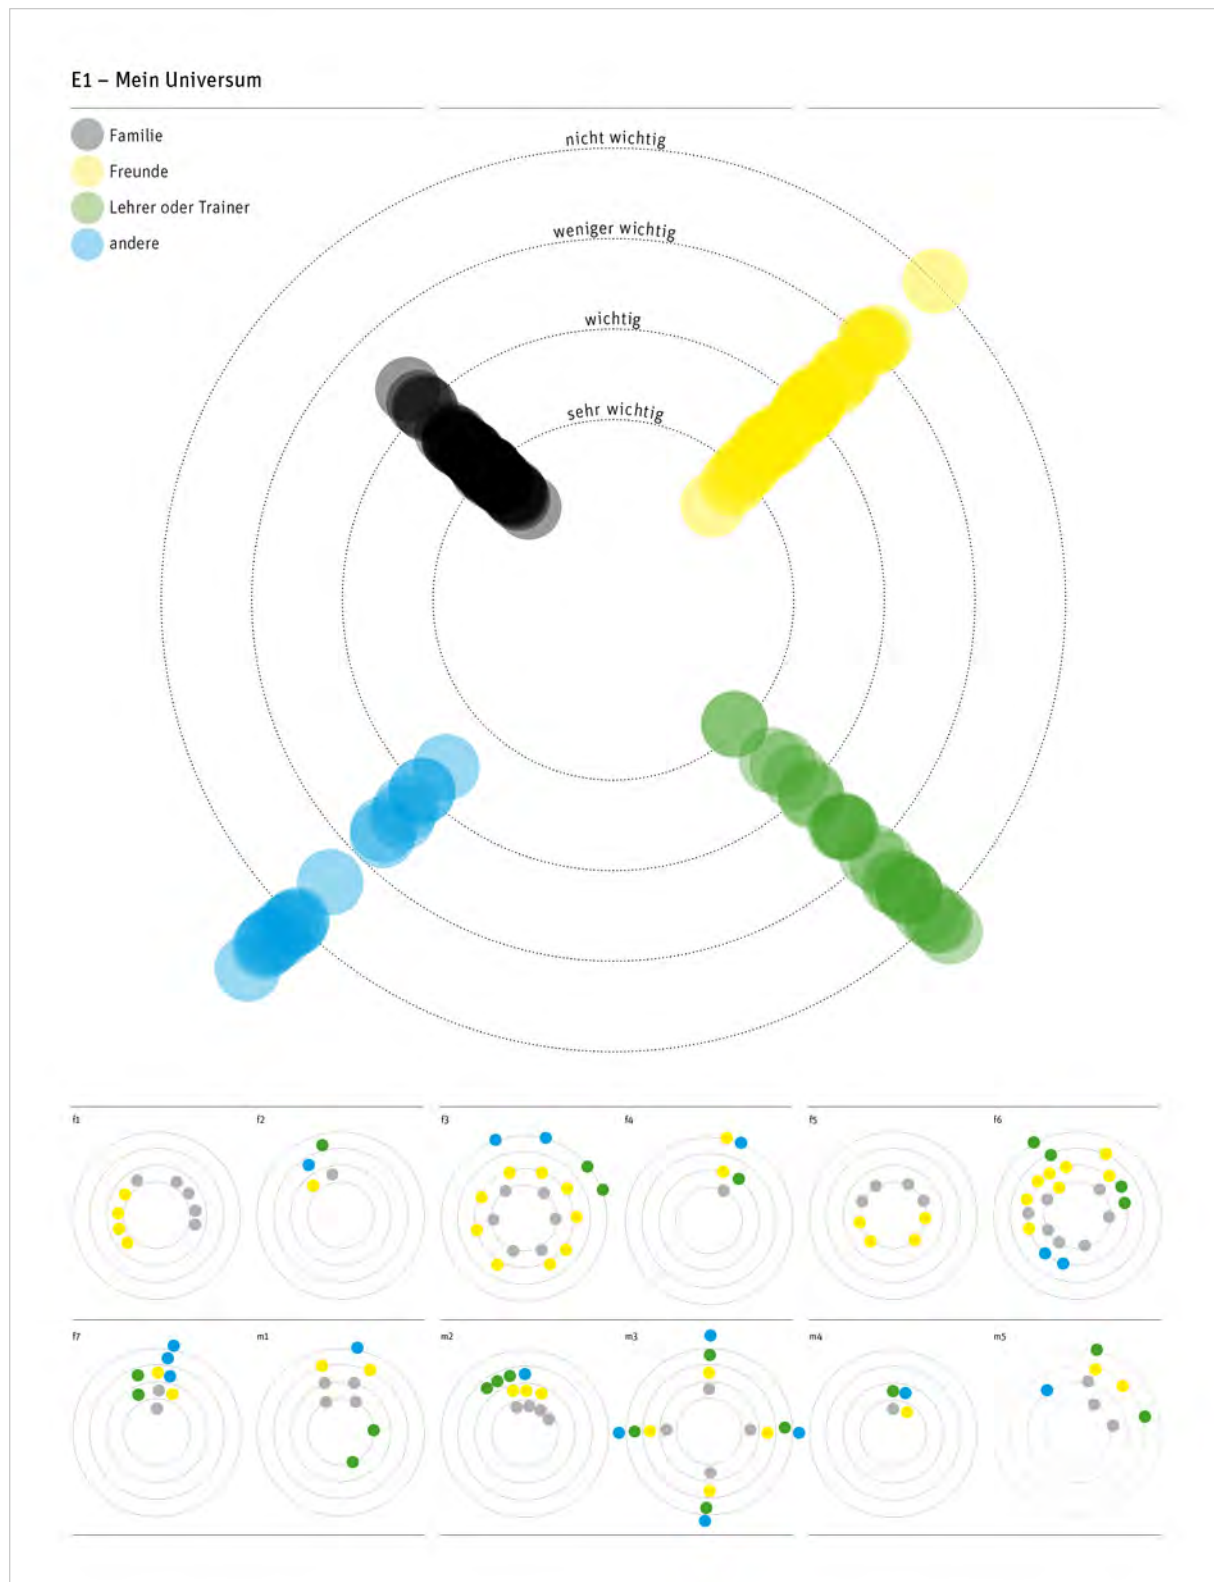 E1 – Mein Universum
Familie
Freunde
Lehrer oder Trainer
andere
nicht wichtig
weniger wichtig
wichtig
sehr wichtig
f1
f2
f3
f4
f5
f6
f7
m1
m2
m3
m4
m5